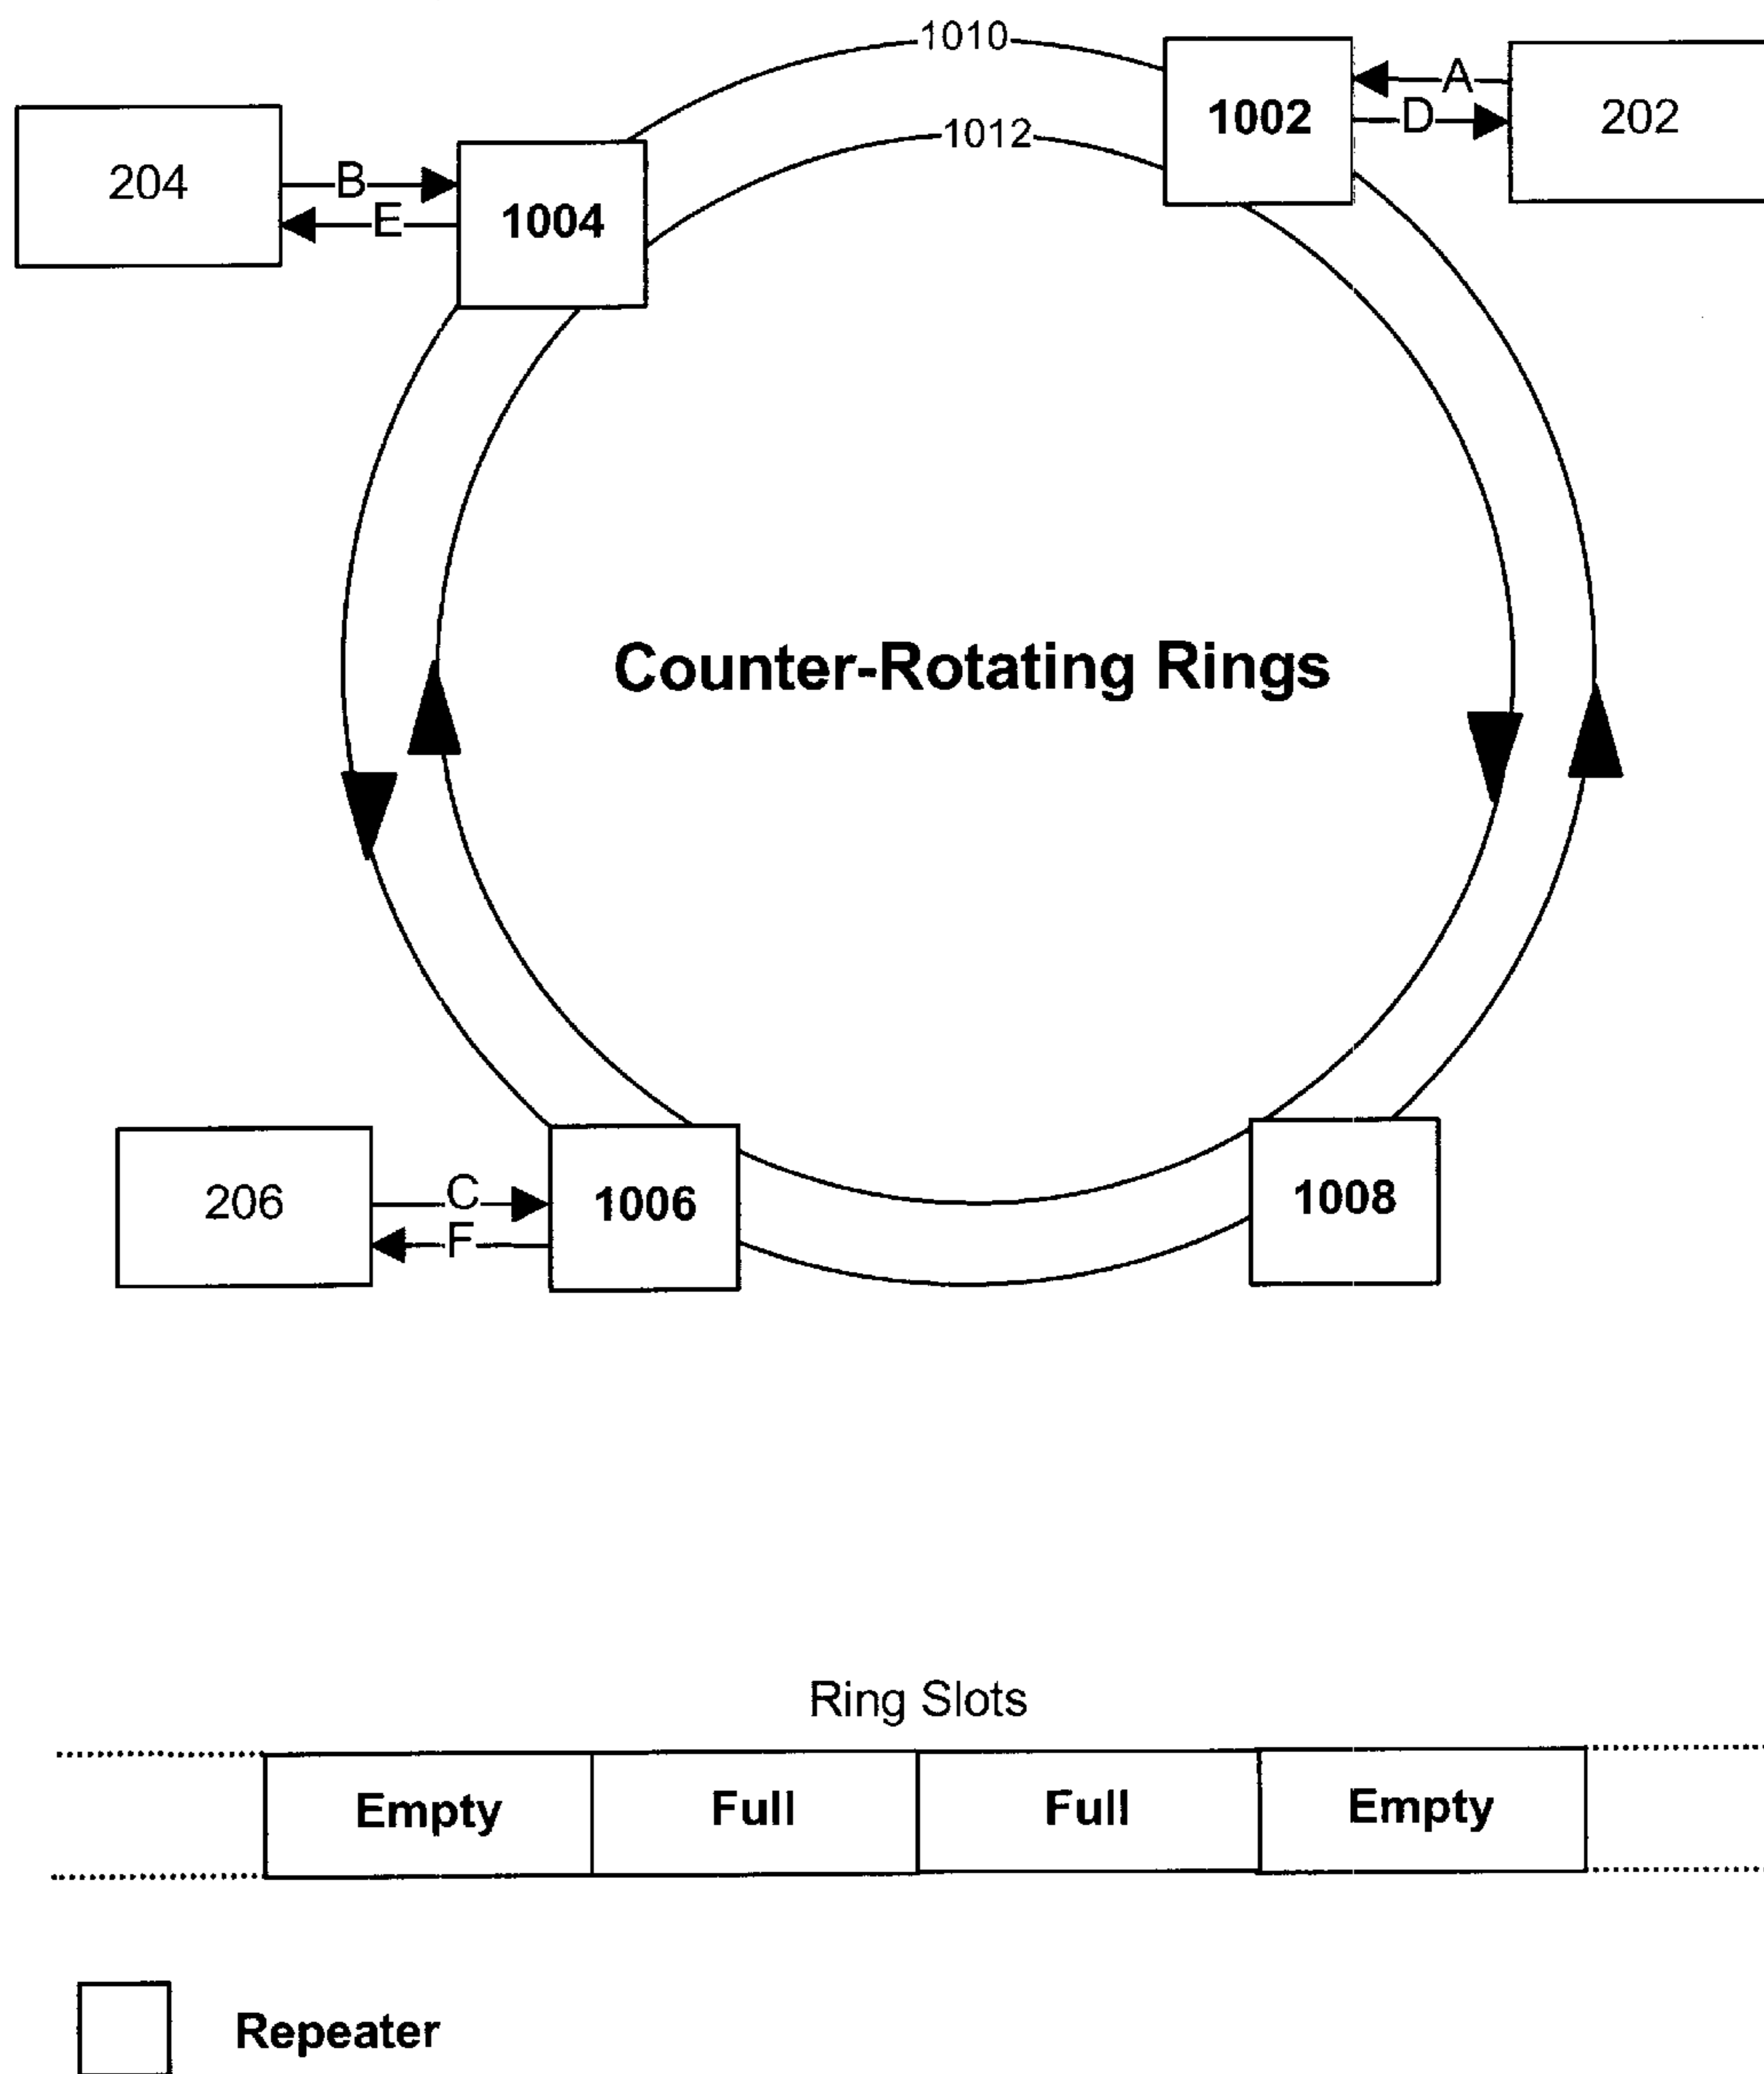 1010
1012
1002
A
D
202
204
B
E
1004
Counter-Rotating Rings
206
C
F
1006
1008
Ring Slots
Empty
Full
Full
Empty
Repeater